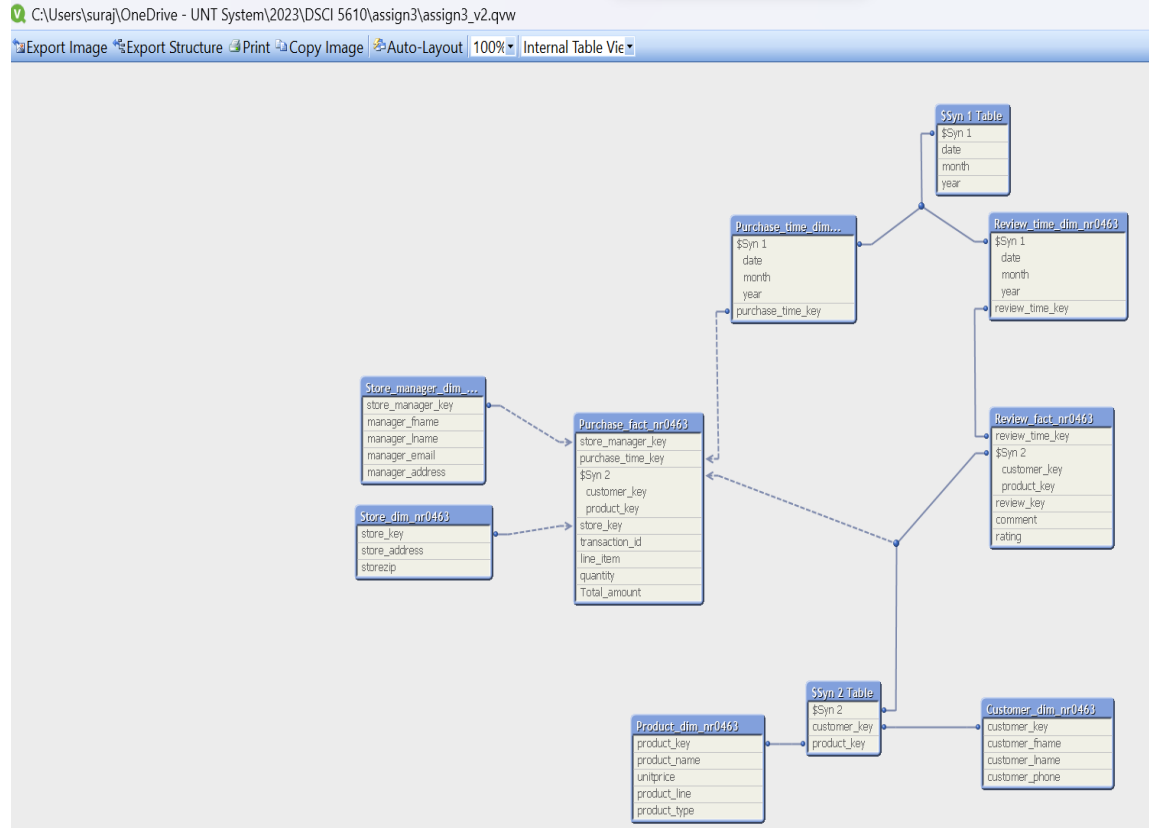 C:\Users\suraj\OneDrive - UNT System\2023\DSCI 5610\assign3\assign3_v2.qvw
Export Image Export Structure Print Copy Image Auto-Layout 100% Internal Table Vie
$Syn 1 Table
$Syn 1
date
month
year
Purchase_time_dim...
$Syn 1
date
month
year
purchase_time_key
Review_time_dim_nr0463
$Syn 1
date
month
year
review_time_key
Store_manager_dim_...
store_manager_key
manager_fname
manager_lname
manager_email
manager_address
Purchase_fact_nr0463
store_manager_key
purchase_time_key
$Syn 2
customer_key
product_key
store_key
transaction_id
line_item
quantity
Total_amount
Review_fact_nr0463
review_time_key
$Syn 2
customer_key
product_key
review_key
comment
rating
Store_dim_nr0463
store_key
store_address
storezip
$Syn 2 Table
$Syn 2
customer_key
product_key
Product_dim_nr0463
product_key
product_name
unitprice
product_line
product_type
Customer_dim_nr0463
customer_key
customer_fname
customer_lname
customer_phone